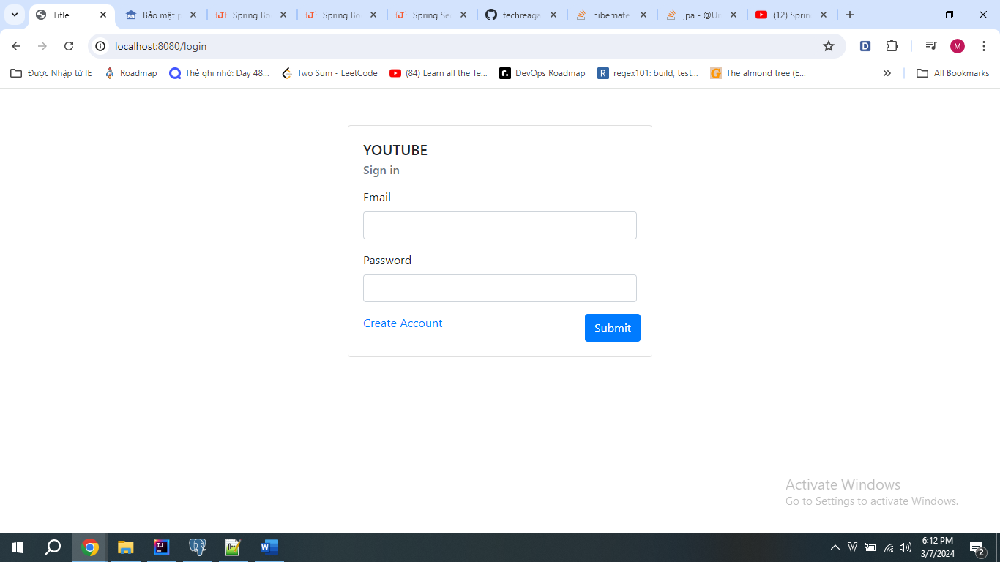 Title
Bảo mật p
Spring Bo
Spring Bo
Spring Se
techreaga
hibernate
jpa - @Ur
(12) Sprin
localhost:8080/login
D
M
Được Nhập từ IE
Roadmap
Thẻ ghi nhớ: Day 48...
Two Sum - LeetCode
(84) Learn all the Te...
DevOps Roadmap
regex101: build, test...
The almond tree (E...
All Bookmarks
YOUTUBE
Sign in
Email
Password
Create Account
Submit
Activate Windows
Go to Settings to activate Windows.
6:12 PM
3/7/2024
2